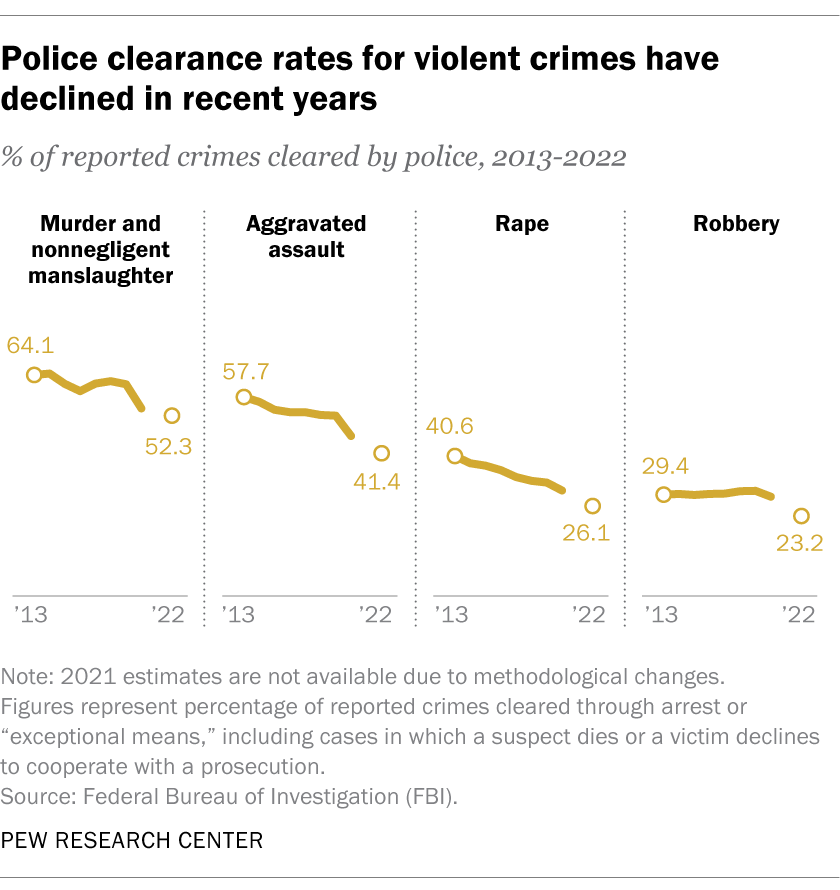 Police clearance rates for violent crimes have
declined in recent years
% of reported crimes cleared by police, 2013-2022
Murder and
nonnegligent
manslaughter
64.1
52.3
’13
’22
Aggravated
assault
57.7
41.4
’13
’22
Rape
40.6
26.1
’13
’22
Robbery
29.4
23.2
’13
’22
Note: 2021 estimates are not available due to methodological changes.
Figures represent percentage of reported crimes cleared through arrest or
“exceptional means,” including cases in which a suspect dies or a victim declines
to cooperate with a prosecution.
Source: Federal Bureau of Investigation (FBI).
PEW RESEARCH CENTER